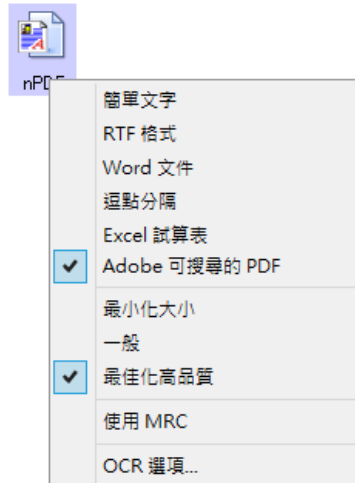 nPDF
簡單文字
RTF 格式
Word 文件
逗點分隔
Excel 試算表
Adobe 可搜尋的 PDF
最小化大小
一般
最佳化高品質
使用 MRC
OCR 選項...